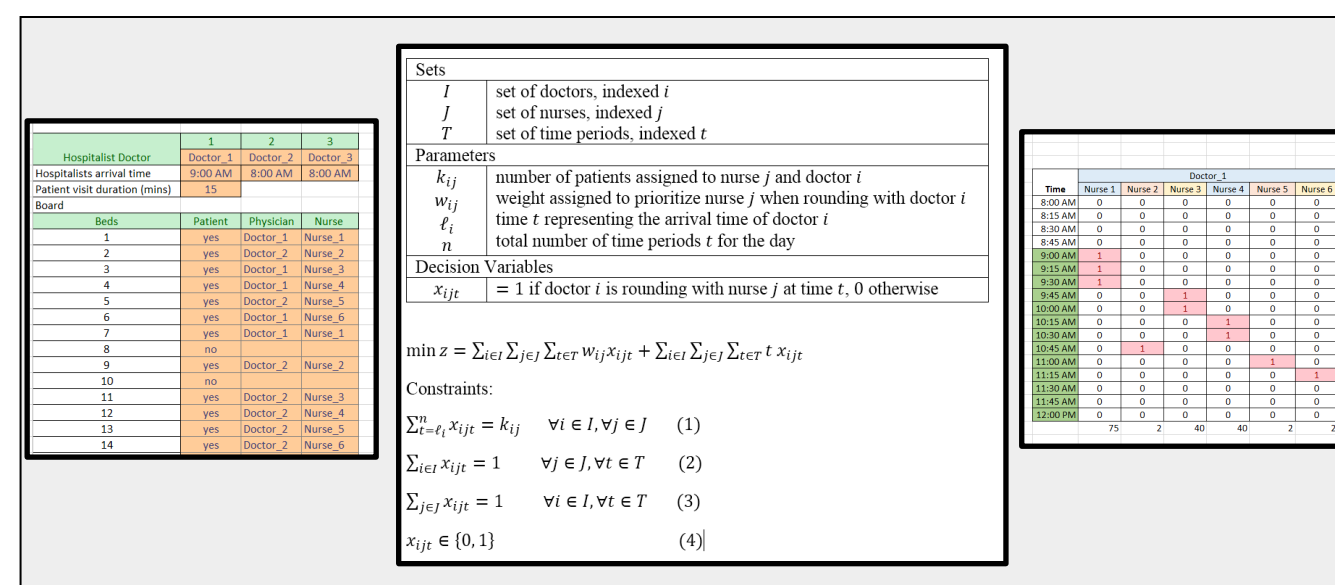 1 2 3
Hospitalist Doctor Doctor_1 Doctor_2 Doctor_3
Hospitalists arrival time 9:00 AM 8:00 AM 8:00 AM
Patient visit duration (mins) 15
Board
Beds Patient Physician Nurse
1 yes Doctor_1 Nurse_1
2 yes Doctor_2 Nurse_2
3 yes Doctor_1 Nurse_3
4 yes Doctor_1 Nurse_4
5 yes Doctor_2 Nurse_5
6 yes Doctor_1 Nurse_6
7 yes Doctor_1 Nurse_1
8 no
9 yes Doctor_2 Nurse_2
10 no
11 yes Doctor_2 Nurse_3
12 yes Doctor_2 Nurse_4
13 yes Doctor_2 Nurse_5
14 yes Doctor_2 Nurse_6
Sets
I set of doctors, indexed i
J set of nurses, indexed j
T set of time periods, indexed t
Parameters
k_ij number of patients assigned to nurse j and doctor i
w_ij weight assigned to prioritize nurse j when rounding with doctor i
ℓ_i time t representing the arrival time of doctor i
n total number of time periods t for the day
Decision Variables
x_ijt = 1 if doctor i is rounding with nurse j at time t, 0 otherwise
min z = ∑_{i∈I} ∑_{j∈J} ∑_{t∈T} w_ij x_ijt + ∑_{i∈I} ∑_{j∈J} ∑_{t∈T} t x_ijt
Constraints:
∑_{t=ℓ_i}^{n} x_ijt = k_ij ∀i ∈ I, ∀j ∈ J (1)
∑_{i∈I} x_ijt = 1 ∀j ∈ J, ∀t ∈ T (2)
∑_{j∈J} x_ijt = 1 ∀i ∈ I, ∀t ∈ T (3)
x_ijt ∈ {0, 1} (4)
Doctor_1
Time Nurse 1 Nurse 2 Nurse 3 Nurse 4 Nurse 5 Nurse 6
8:00 AM 0 0 0 0 0 0
8:15 AM 0 0 0 0 0 0
8:30 AM 0 0 0 0 0 0
8:45 AM 0 0 0 0 0 0
9:00 AM 1 0 0 0 0 0
9:15 AM 1 0 0 0 0 0
9:30 AM 1 0 0 0 0 0
9:45 AM 0 0 1 0 0 0
10:00 AM 0 0 1 0 0 0
10:15 AM 0 0 0 1 0 0
10:30 AM 0 0 0 1 0 0
10:45 AM 0 1 0 0 0 0
11:00 AM 0 0 0 0 1 0
11:15 AM 0 0 0 0 0 1
11:30 AM 0 0 0 0 0 0
11:45 AM 0 0 0 0 0 0
12:00 PM 0 0 0 0 0 0
75 2 40 40 2 2